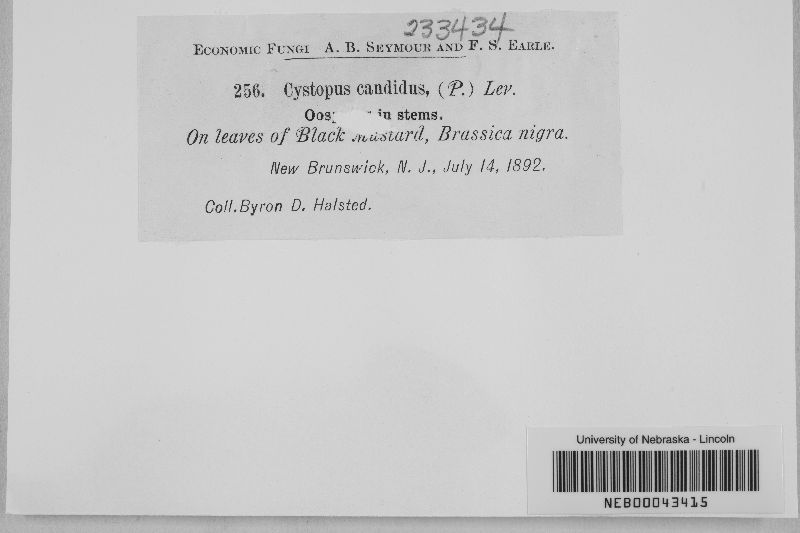 233434
Economic Fungi A. B. Seymour and F. S. Earle.
256. Cystopus candidus, (P.) Lev.
in stems.
On leaves of Black mustard, Brassica nigra.
New Brunswick, N. J., July 14, 1892.
Coll. Byron D. Halsted.
University of Nebraska - Lincoln
NEB00043415